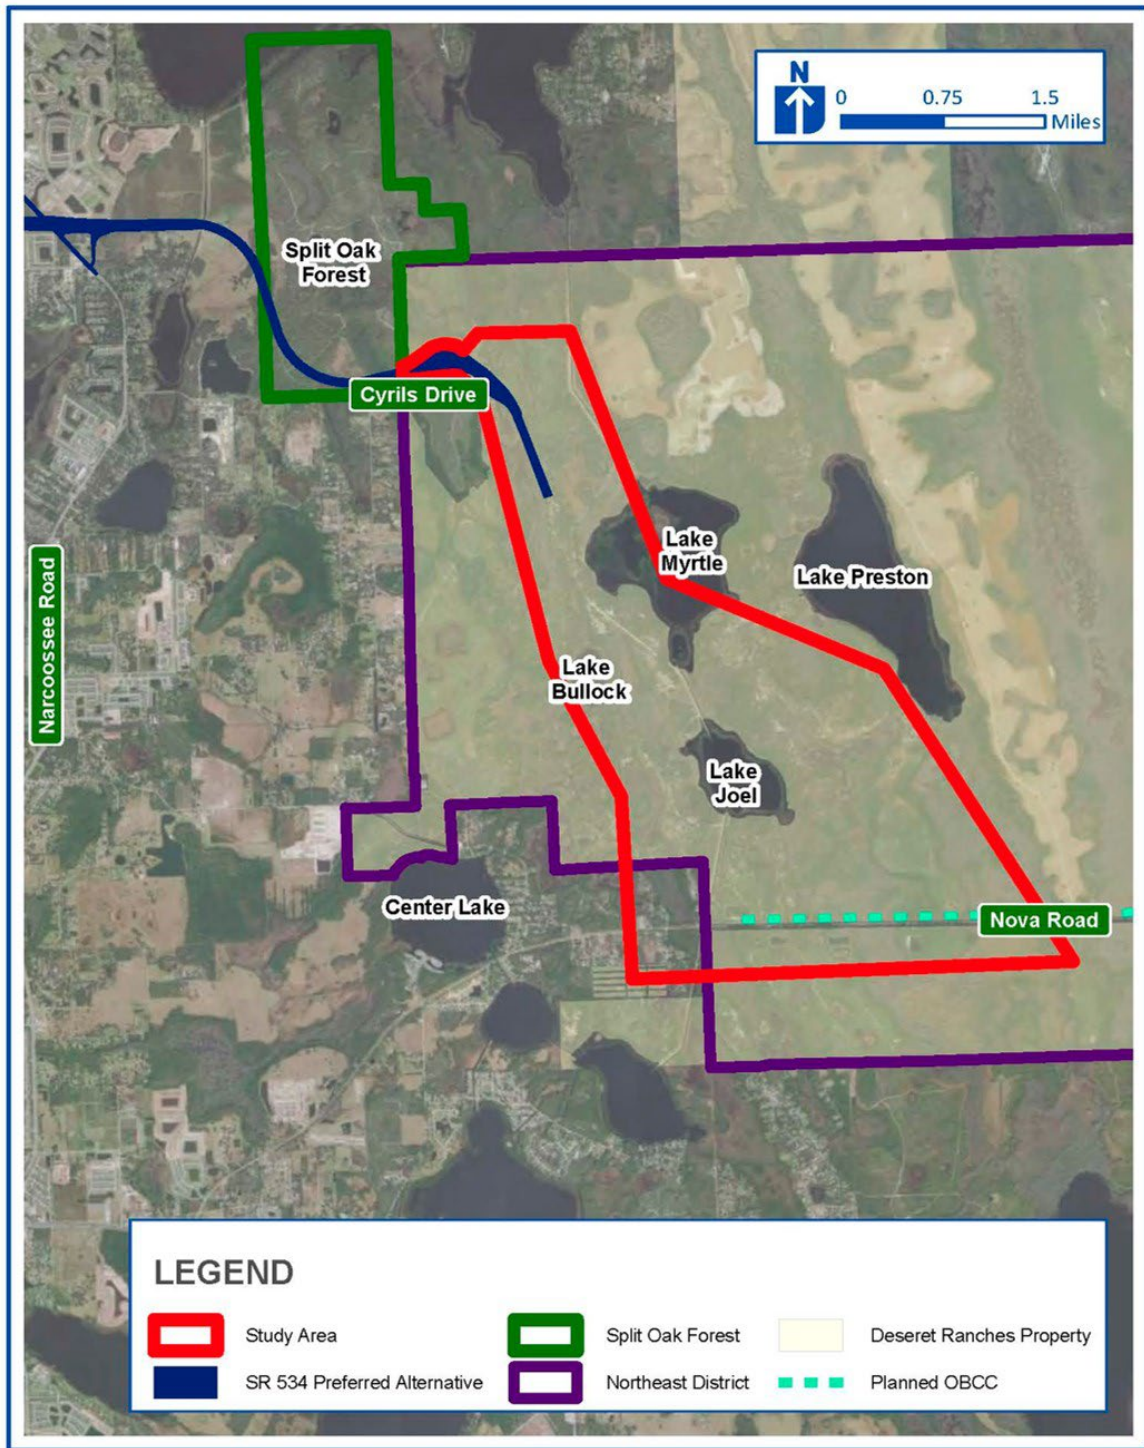 N
0 0.75 1.5
Miles
Split Oak
Forest
Cyrils Drive
Narcoossee Road
Lake
Myrtle
Lake Preston
Lake
Bullock
Lake
Joel
Center Lake
Nova Road
LEGEND
Study Area
Split Oak Forest
Deseret Ranches Property
SR 534 Preferred Alternative
Northeast District
Planned OBCC